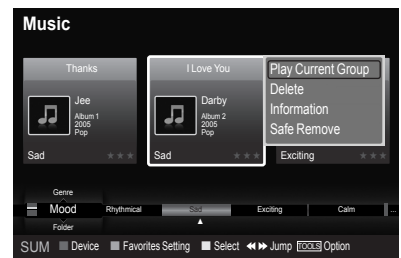 Music
Thanks
Jee
Album 1
2005
Pop
Sad
I Love You
Darby
Album 2
2005
Pop
Sad
Play Current Group
Delete
Information
Safe Remove
Exciting
Genre
Mood Rhythmical Sad Exciting Calm ...
Folder
SUM Device Favorites Setting Select Jump TOOLS Option